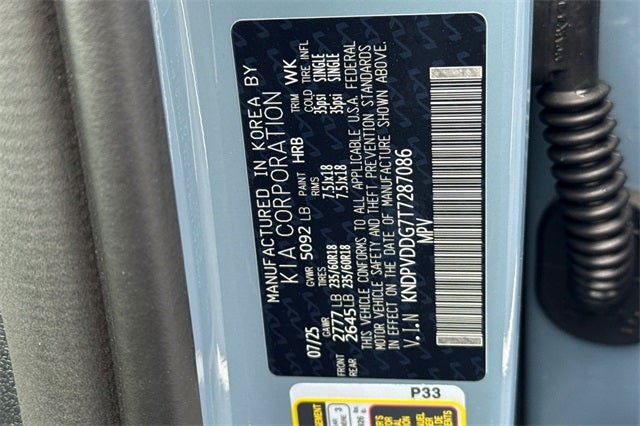 MANUFACTURED IN KOREA BY
KIA CORPORATION
07/25 GVWR 5092 LB PAINT HRB TRIM WK
GAWR TIRES RIMS COLD TIRE INFL
FRONT 2777 LB 235/60R18 7.5Jx18 35psi SINGLE
REAR 2645 LB 235/60R18 7.5Jx18 35psi SINGLE
THIS VEHICLE CONFORMS TO ALL APPLICABLE U.S.A. FEDERAL
MOTOR VEHICLE SAFETY AND THEFT PREVENTION STANDARDS
IN EFFECT ON THE DATE OF MANUFACTURE SHOWN ABOVE.
V.I.N KNDPVDDG7T7287086
MPV
P33